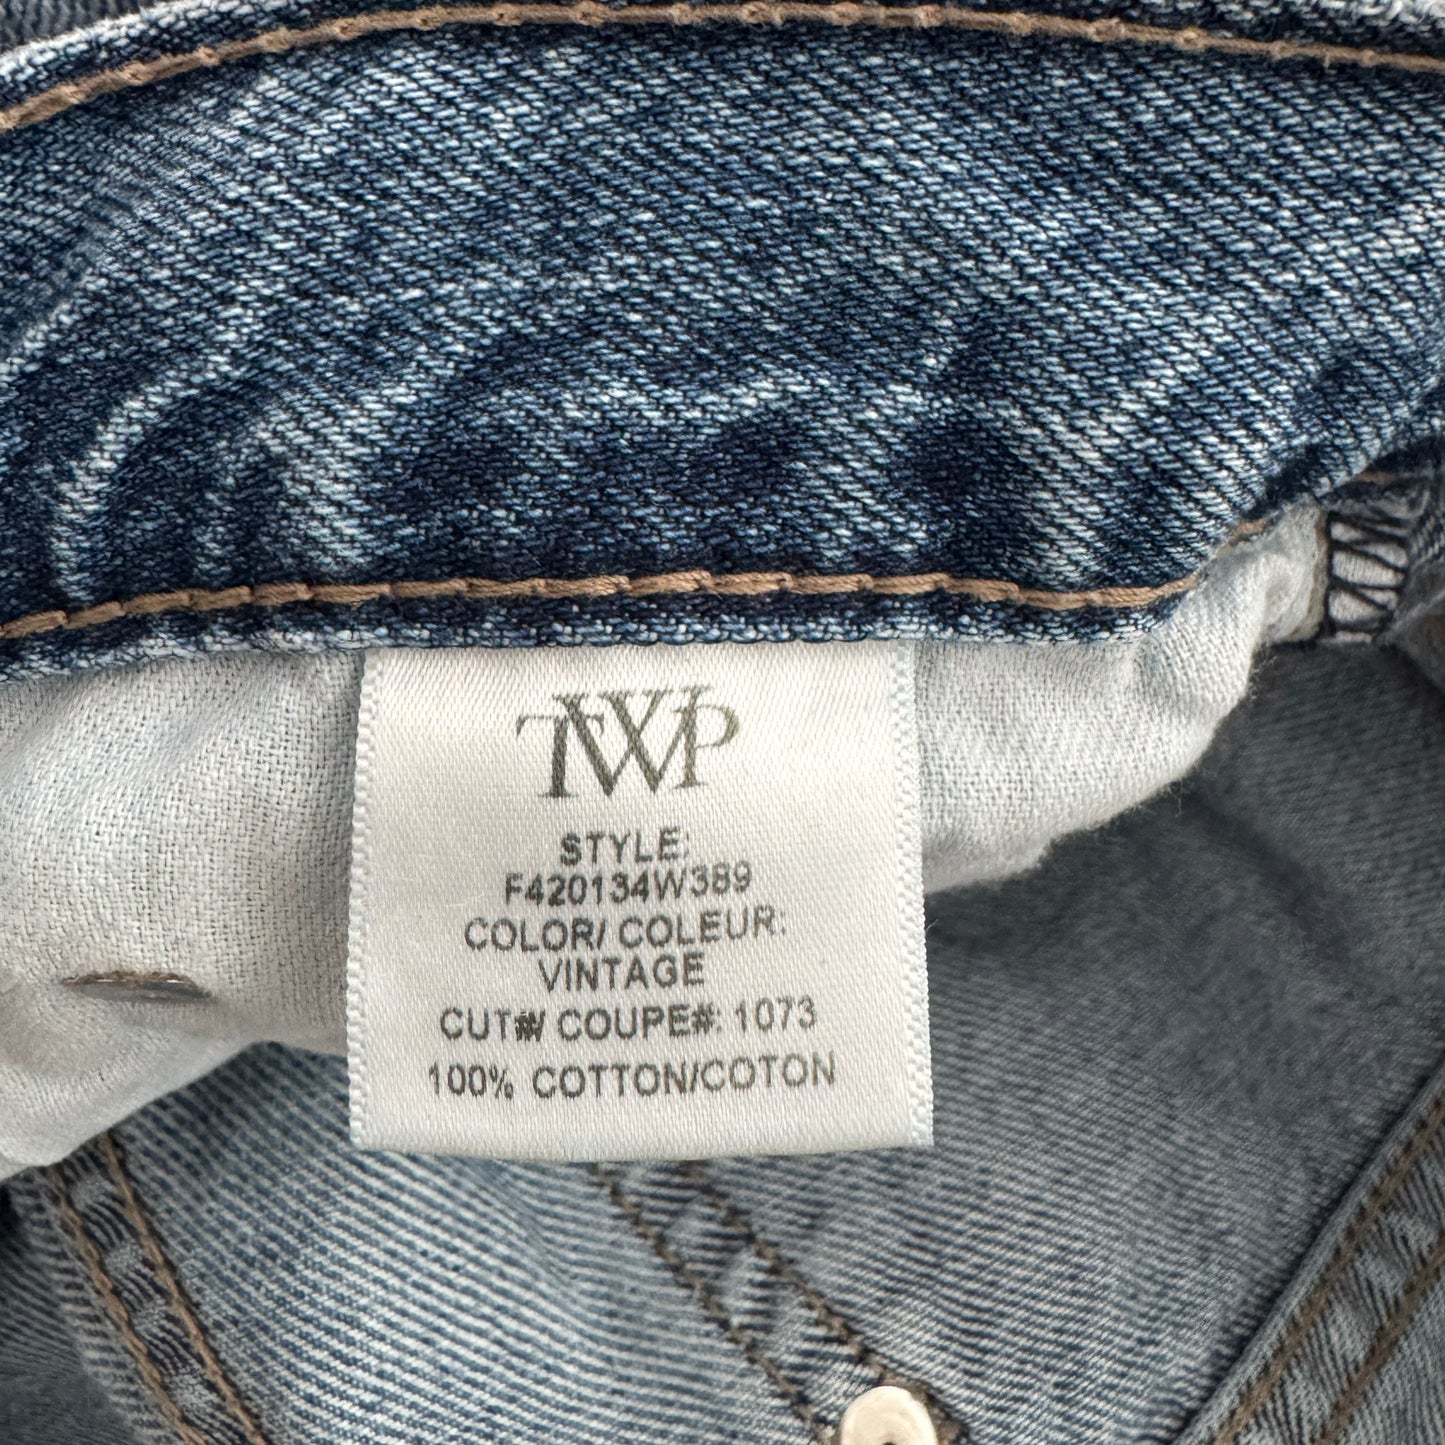 TWP
STYLE:
F420134W389
COLOR/ COLEUR:
VINTAGE
CUT#/ COUPE#: 1073
100% COTTON/COTON